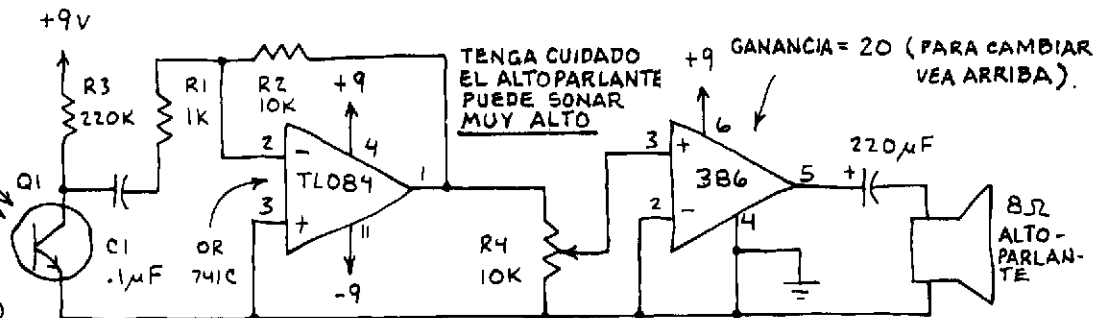 +9V
R3
220K
R1
1K
R2
10K
+9
2
-
4
TL084
1
3
+
11
-9
OR
741C
Q1
C1
.1µF
TENGA CUIDADO
EL ALTOPARLANTE
PUEDE SONAR
MUY ALTO
R4
10K
+9
GANANCIA = 20 (PARA CAMBIAR
VEA ARRIBA).
3
+
6
386
5
2
-
4
220µF
+
8Ω
ALTO-
PARLAN-
TE